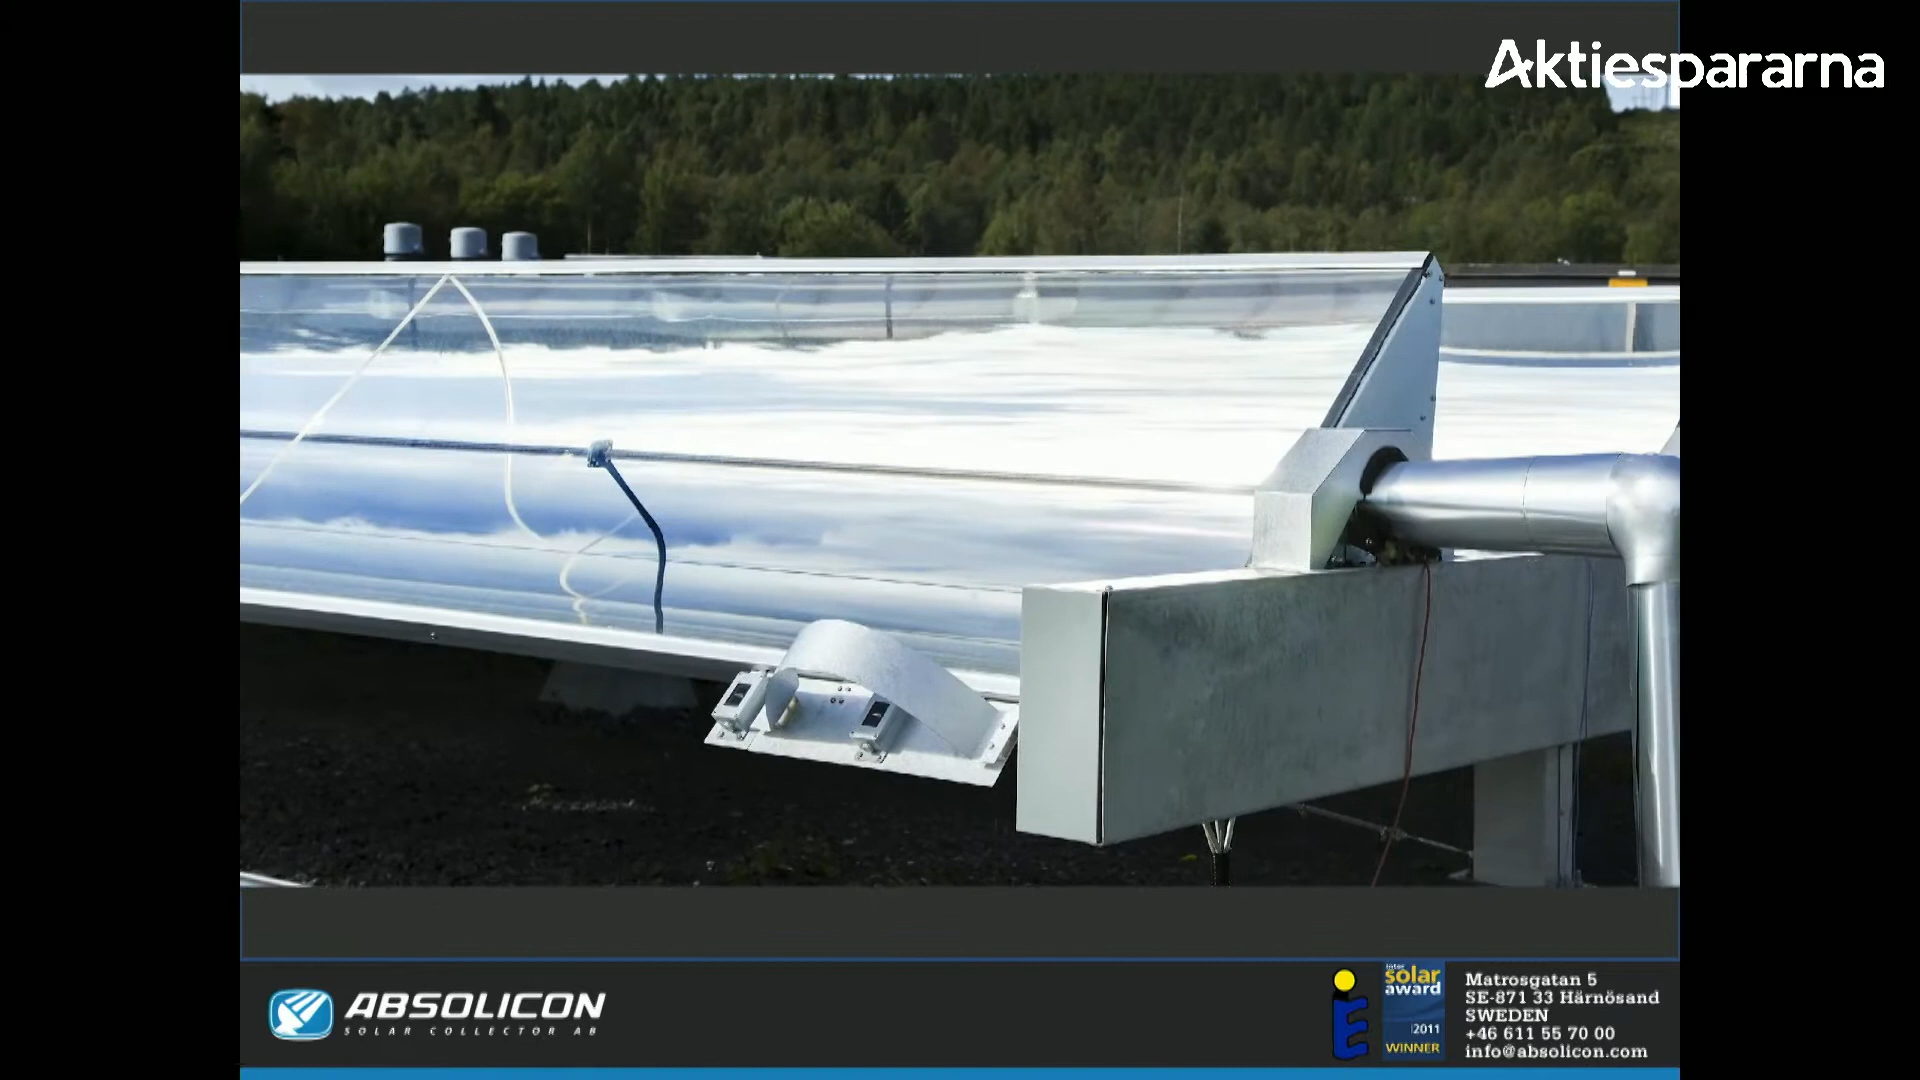 Aktiespararna
ABSOLICON
SOLAR COLLECTOR AB
inter
solar
award
2011
WINNER
Matrosgatan 5
SE-871 33 Härnösand
SWEDEN
+46 611 55 70 00
info@absolicon.com